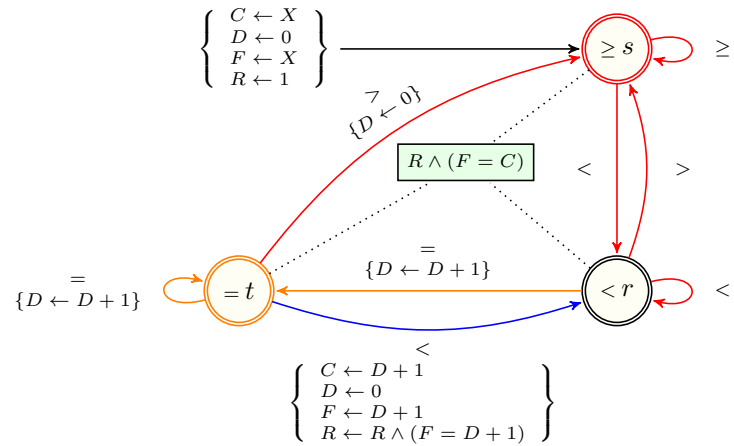 C ← X
D ← 0
F ← X
R ← 1
≥ s
≥
>
{D ← 0}
R ∧ (F = C)
<
>
=
{D ← D + 1}
=
{D ← D + 1}
= t
< r
<
<
C ← D + 1
D ← 0
F ← D + 1
R ← R ∧ (F = D + 1)